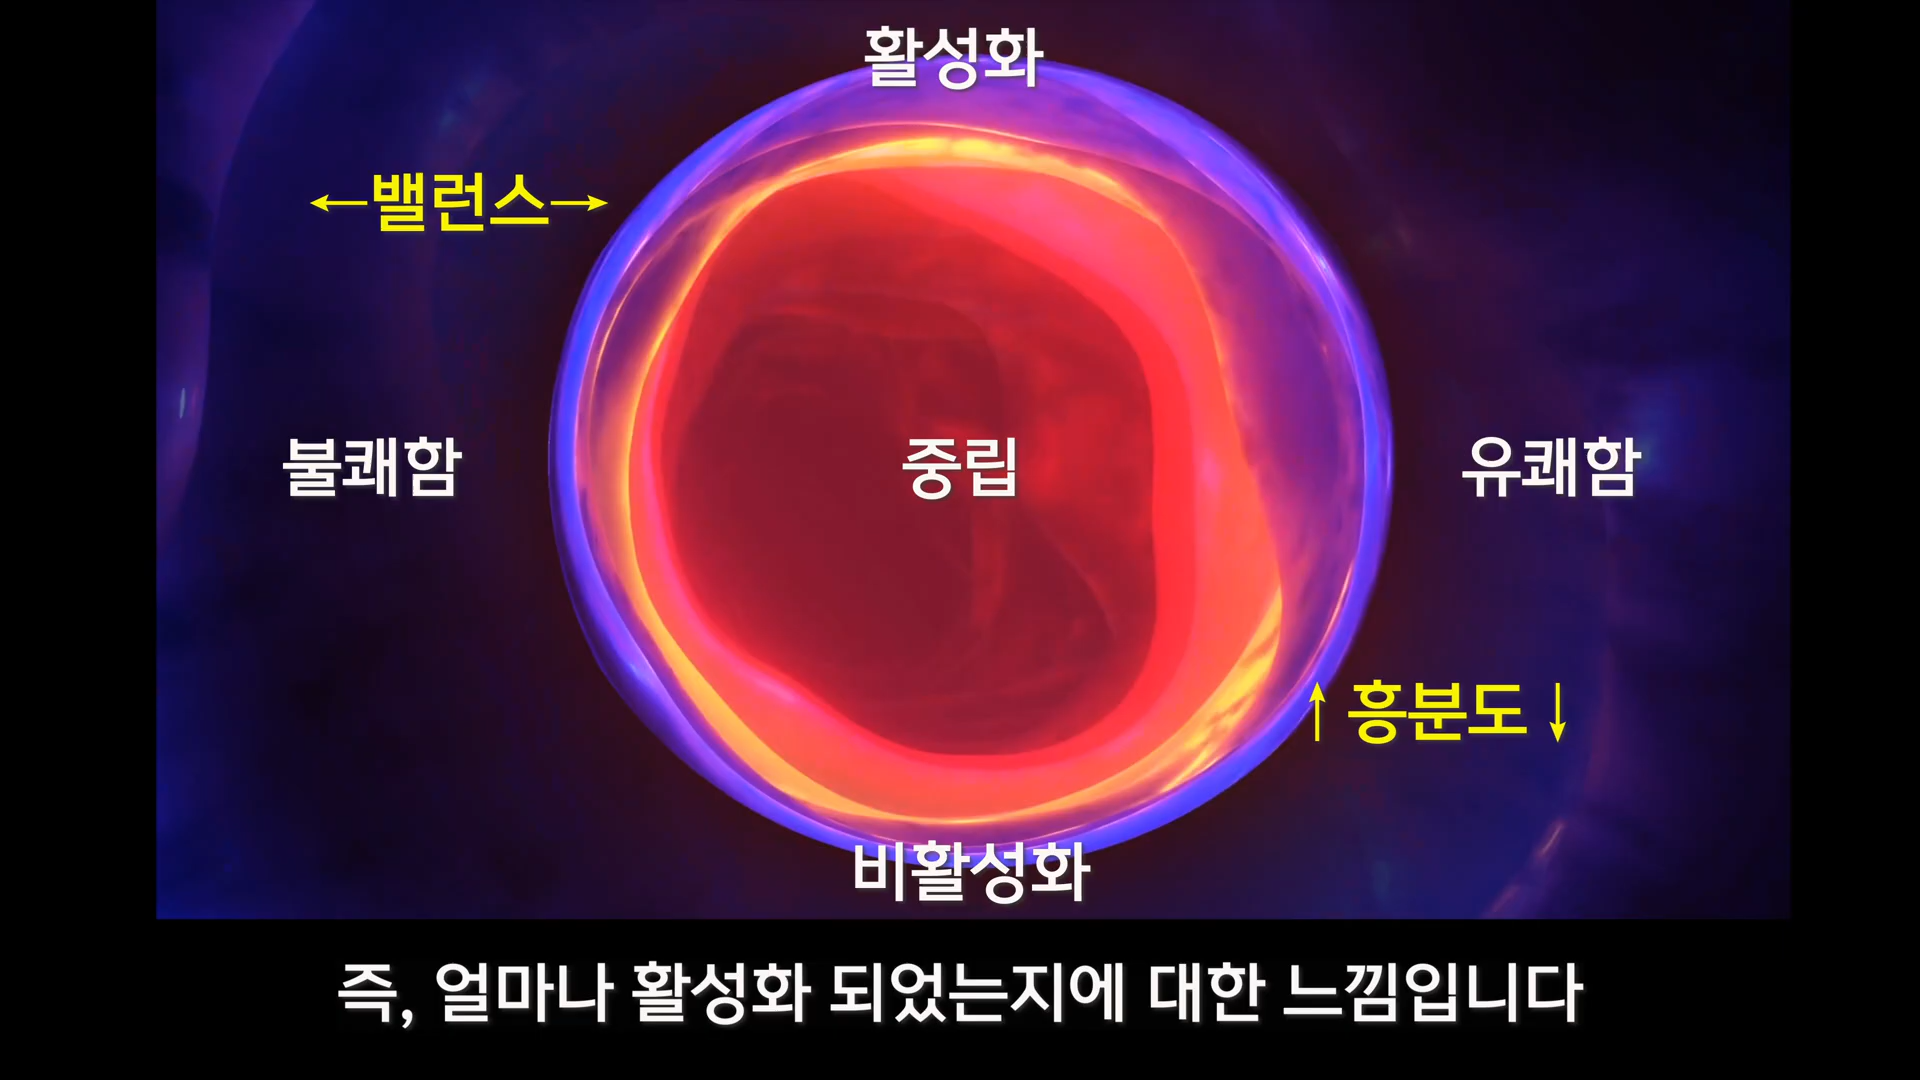 활성화
←밸런스→
불쾌함
중립
유쾌함
↑ 흥분도 ↓
비활성화
즉, 얼마나 활성화 되었는지에 대한 느낌입니다